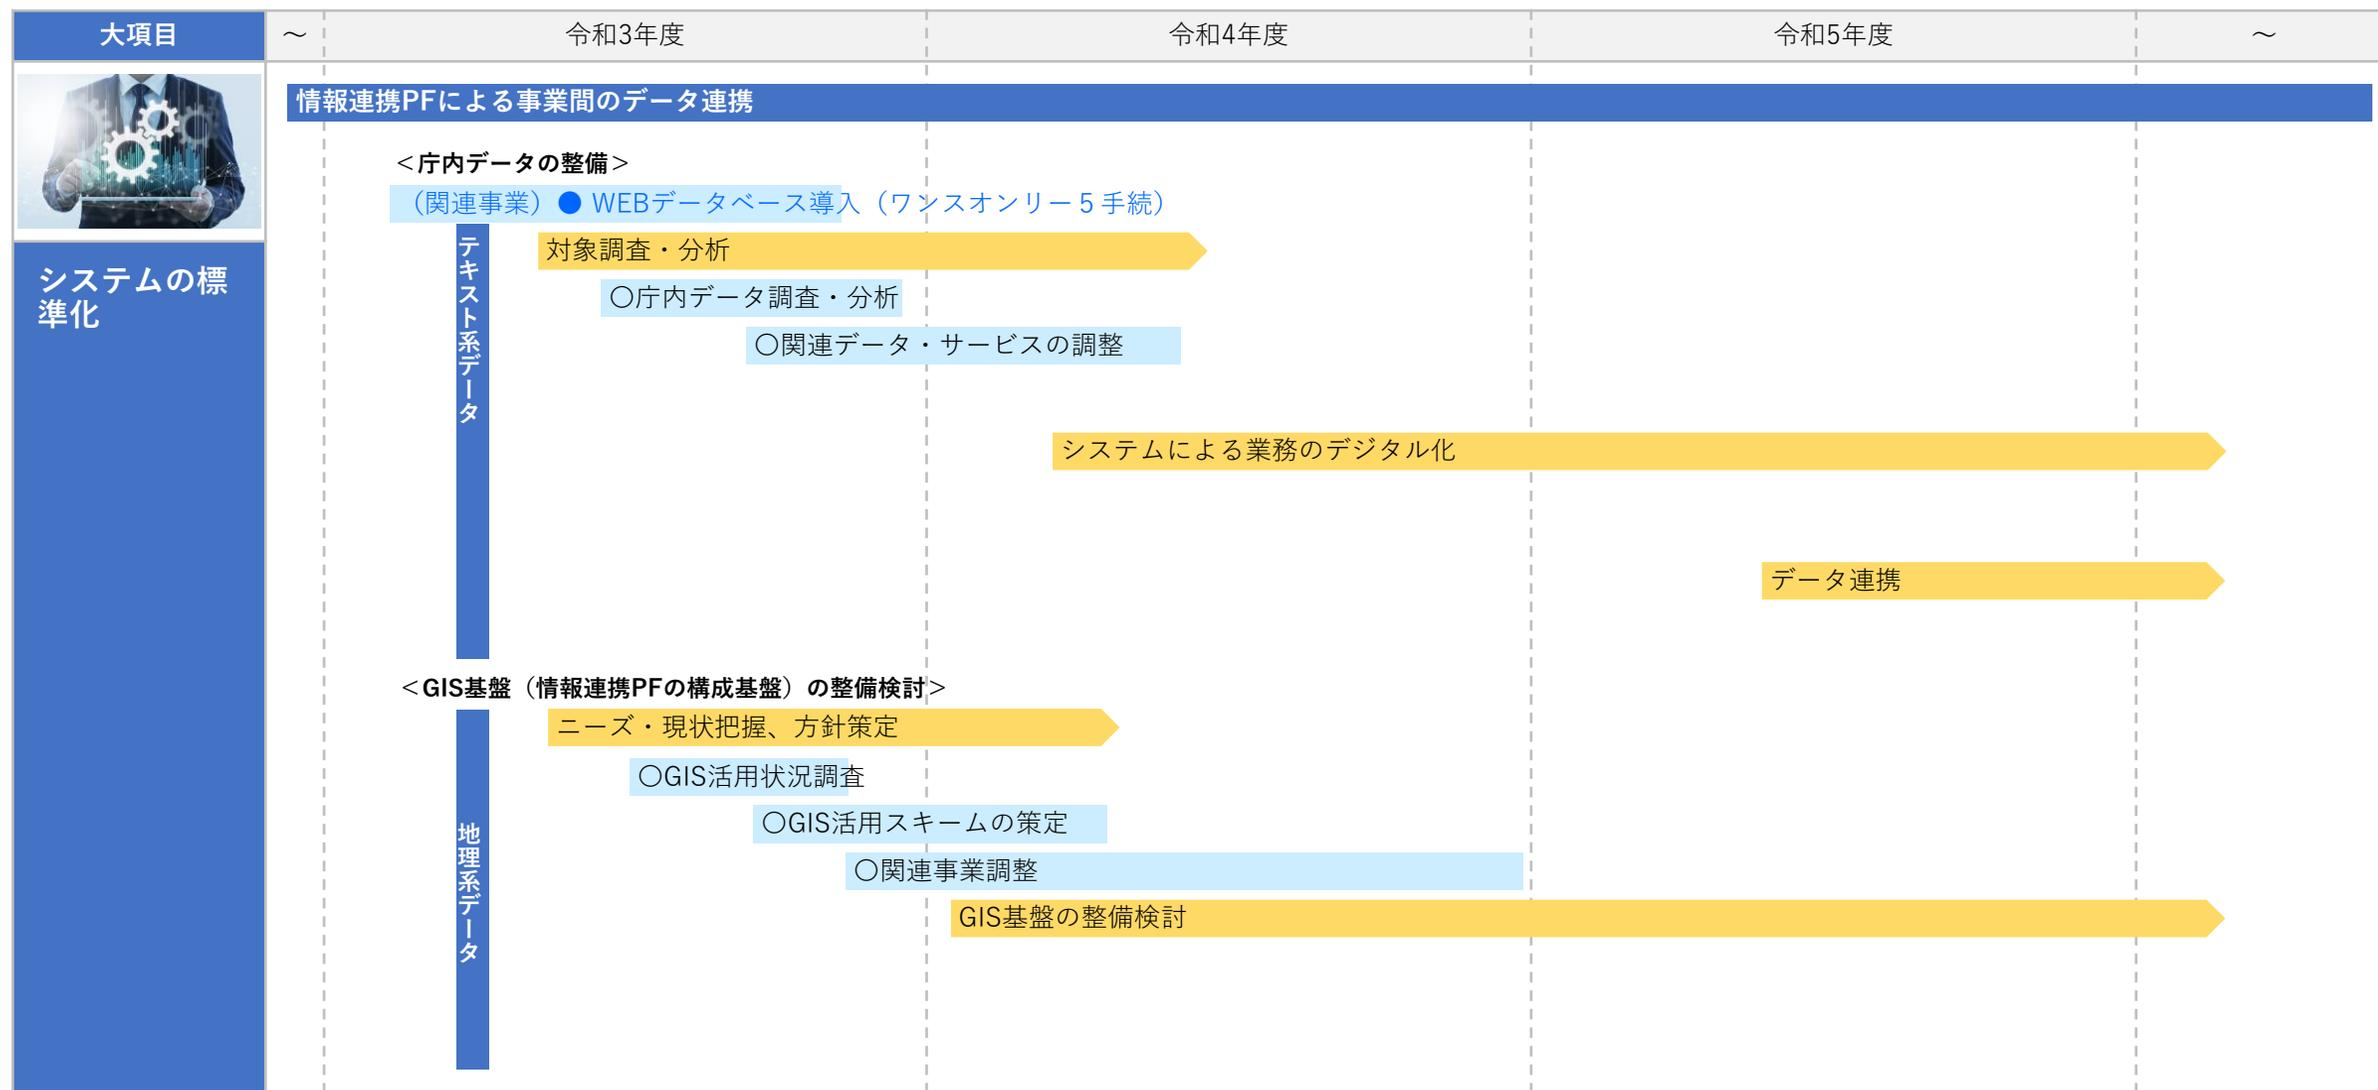 大項目
～
令和3年度
令和4年度
令和5年度
～
情報連携PFによる事業間のデータ連携
システムの標
準化
＜庁内データの整備＞
（関連事業）● WEBデータベース導入（ワンスオンリー５手続）
テキスト系データ
対象調査・分析
〇庁内データ調査・分析
〇関連データ・サービスの調整
システムによる業務のデジタル化
データ連携
＜GIS基盤（情報連携PFの構成基盤）の整備検討＞
地理系データ
ニーズ・現状把握、方針策定
〇GIS活用状況調査
〇GIS活用スキームの策定
〇関連事業調整
GIS基盤の整備検討